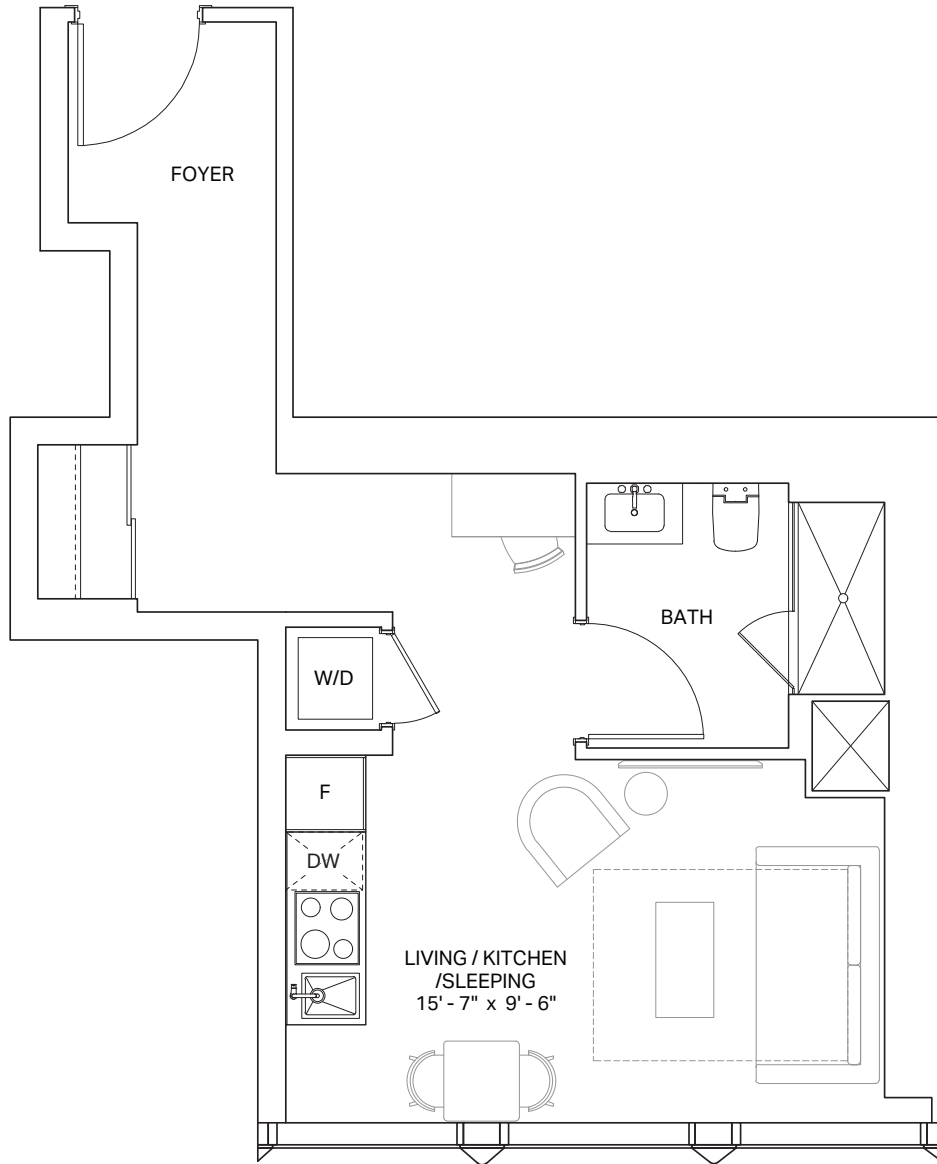 FOYER
BATH
W/D
F
DW
LIVING / KITCHEN
/SLEEPING
15' - 7" x 9' - 6"